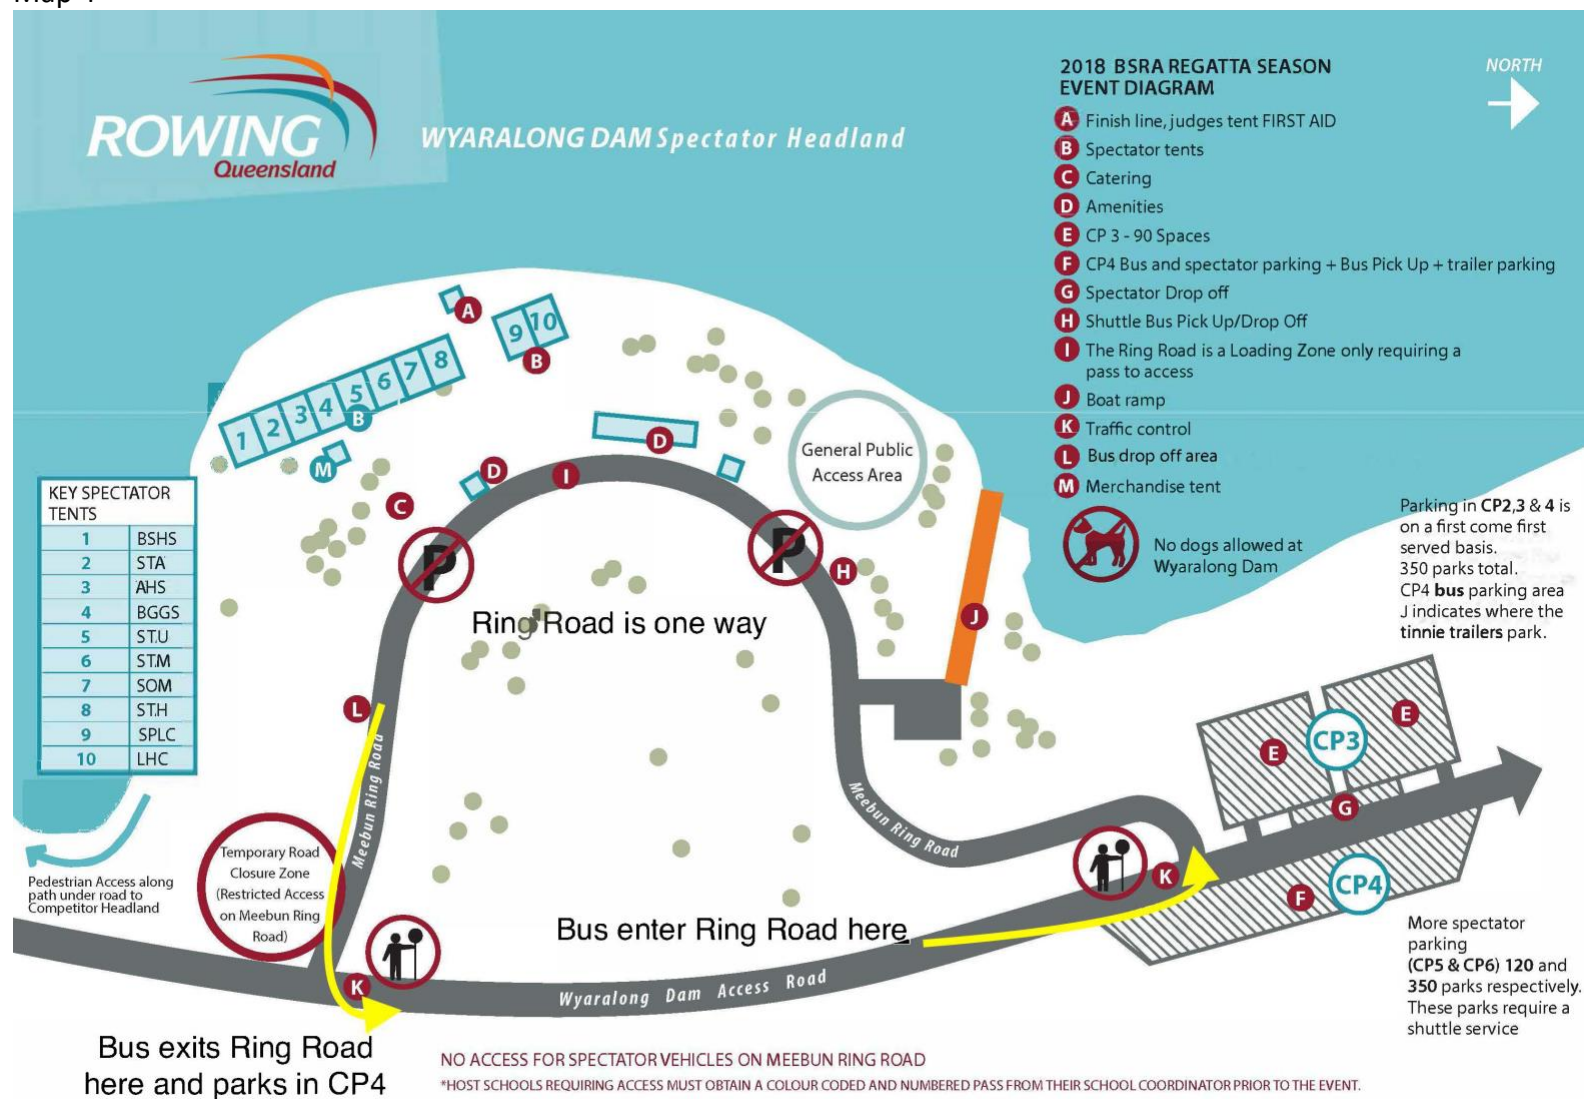 Map 4
ROWING
Queensland
WYARALONG DAM Spectator Headland
2018 BSRA REGATTA SEASON
EVENT DIAGRAM
NORTH
A Finish line, judges tent FIRST AID
B Spectator tents
C Catering
D Amenities
E CP 3 - 90 Spaces
F CP4 Bus and spectator parking + Bus Pick Up + trailer parking
G Spectator Drop off
H Shuttle Bus Pick Up/Drop Off
I The Ring Road is a Loading Zone only requiring a
pass to access
J Boat ramp
K Traffic control
L Bus drop off area
M Merchandise tent
No dogs allowed at
Wyaralong Dam
Parking in CP2,3 & 4 is
on a first come first
served basis.
350 parks total.
CP4 bus parking area
J indicates where the
tinnie trailers park.
A
9 10
B
1 2 3 4 5 6 7 8
B
M
D
D
I
C
P
P
H
General Public
Access Area
J
Ring Road is one way
KEY SPECTATOR
TENTS
1 BSHS
2 STA
3 AHS
4 BGGS
5 ST.U
6 ST.M
7 SOM
8 ST.H
9 SPLC
10 LHC
L
Meebun Ring Road
Meebun Ring Road
E
CP3
E
G
K
F
CP4
Temporary Road
Closure Zone
(Restricted Access
on Meebun Ring
Road)
Pedestrian Access along
path under road to
Competitor Headland
Bus enter Ring Road here
K
Wyaralong Dam Access Road
More spectator
parking
(CP5 & CP6) 120 and
350 parks respectively.
These parks require a
shuttle service
Bus exits Ring Road
here and parks in CP4
NO ACCESS FOR SPECTATOR VEHICLES ON MEEBUN RING ROAD
*HOST SCHOOLS REQUIRING ACCESS MUST OBTAIN A COLOUR CODED AND NUMBERED PASS FROM THEIR SCHOOL COORDINATOR PRIOR TO THE EVENT.